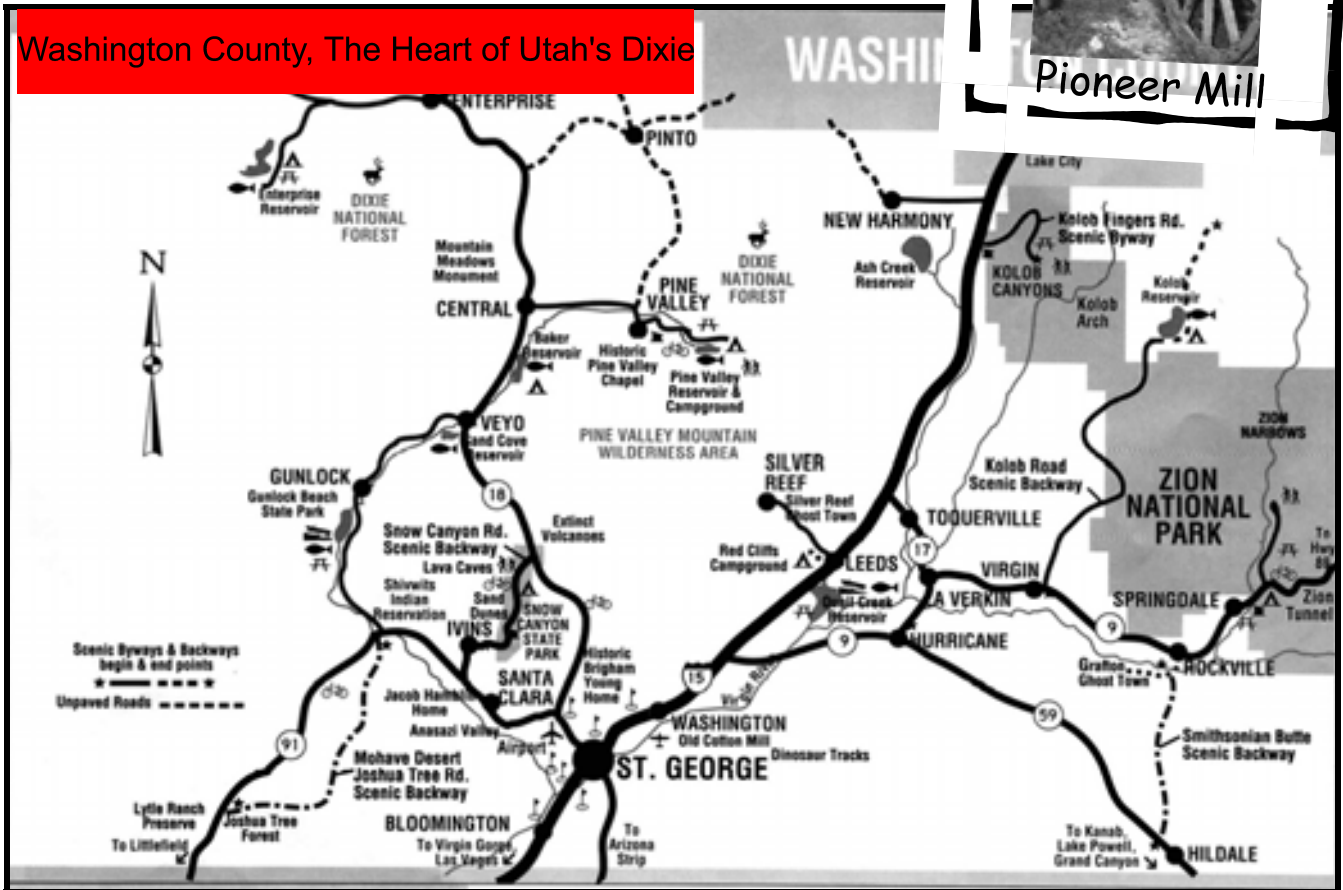 Washington County, The Heart of Utah's Dixie
Pioneer Mill
ENTERPRISE
PINTO
Lake City
Enterprise
Reservoir
DIXIE
NATIONAL
FOREST
NEW HARMONY
Kolob Fingers Rd.
Scenic Byway
N
Mountain
Meadows
Monument
DIXIE
NATIONAL
FOREST
Ash Creek
Reservoir
KOLOB
CANYONS
Kolob
Reservoir
PINE
VALLEY
CENTRAL
Kolob
Arch
Baker
Reservoir
Historic
Pine Valley
Chapel
Pine Valley
Reservoir &
Campground
VEYO
Sand Cove
Reservoir
PINE VALLEY MOUNTAIN
WILDERNESS AREA
ZION
NARROWS
GUNLOCK
Gunlock Beach
State Park
18
SILVER
REEF
Silver Reef
Ghost Town
Kolob Road
Scenic Backway
ZION
NATIONAL
PARK
Snow Canyon Rd.
Scenic Backway
Extinct
Volcanoes
TOQUERVILLE
17
To
Hwy
Lava Caves
Red Cliffs
Campground
LEEDS
VIRGIN
Shivwits
Indian
Reservation
Sand
Dunes
SNOW
CANYON
STATE
PARK
Quail Creek
Reservoir
LA VERKIN
SPRINGDALE
Zion
Tunnel
IVINS
9
HURRICANE
9
ROCKVILLE
Grafton
Ghost Town
Scenic Byways & Backways
begin & end points
Unpaved Roads
Historic
Brigham
Young
Home
SANTA
CLARA
15
Virgin River
Jacob Hamblin
Home
Anasazi Valley
Airport
WASHINGTON
Old Cotton Mill
Dinosaur Tracks
59
Smithsonian Butte
Scenic Backway
91
ST. GEORGE
Mohave Desert
Joshua Tree Rd.
Scenic Backway
Lytle Ranch
Preserve
Joshua Tree
Forest
To Littlefield
BLOOMINGTON
To Virgin Gorge,
Las Vegas
To
Arizona
Strip
To Kanab,
Lake Powell,
Grand Canyon
HILDALE